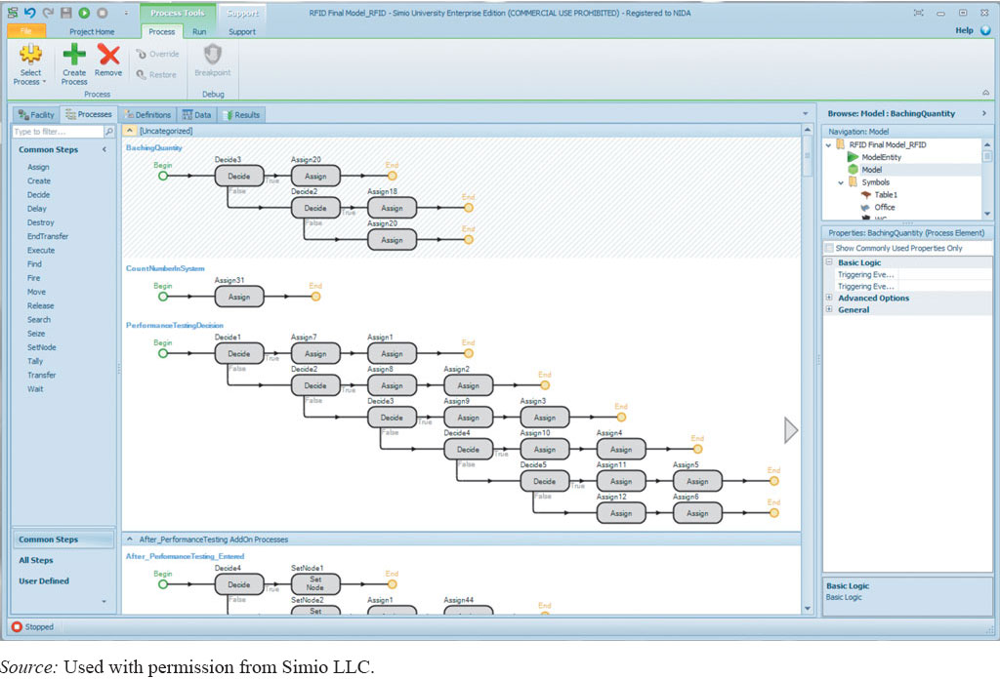 Process Tools
Support
RFID Final Model_RFID - Simio University Enterprise Edition (COMMERCIAL USE PROHIBITED) - Registered to NIDA
File
Project Home
Process
Run
Support
Help
Select Process
Create Process
Remove
Override
Restore
Breakpoint
Process
Debug
Facility
Processes
Definitions
Data
Results
Type to filter...
Common Steps
Assign
Create
Decide
Delay
Destroy
EndTransfer
Execute
Find
Fire
Move
Release
Search
Seize
SetNode
Tally
Transfer
Wait
Common Steps
All Steps
User Defined
[Uncategorized]
BachingQuantity
Begin
Decide3
Decide
True
False
Assign20
Assign
End
Decide2
Decide
True
False
Assign18
Assign
End
Assign20
Assign
End
CountNumberInSystem
Begin
Assign31
Assign
End
PerformanceTestingDecision
Begin
Decide1
Decide
True
False
Assign7
Assign
Assign1
Assign
End
Decide2
Decide
True
False
Assign8
Assign
Assign2
Assign
End
Decide3
Decide
True
False
Assign9
Assign
Assign3
Assign
End
Decide4
Decide
True
False
Assign10
Assign
Assign4
Assign
End
Decide5
Decide
True
False
Assign11
Assign
Assign5
Assign
End
Assign12
Assign
Assign6
Assign
End
After_PerformanceTesting AddOn Processes
After_PerformanceTesting_Entered
Begin
Decide4
Decide
True
False
SetNode1
Set Node
End
SetNode2
Set
Assign1
Assign
Assign44
Assign
End
Browse: Model : BachingQuantity
Navigation: Model
RFID Final Model_RFID
ModelEntity
Model
Symbols
Table1
Office
WC
Properties: BachingQuantity (Process Element)
Show Commonly Used Properties Only
Basic Logic
Triggering Eve...
Triggering Eve...
Advanced Options
General
Basic Logic
Basic Logic
Stopped
Source: Used with permission from Simio LLC.